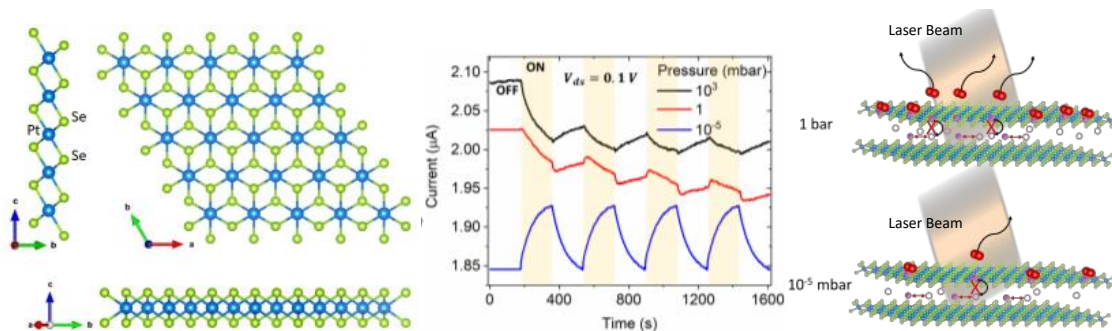 Se
Pt
Se
c
b
b
a
c
a
b
ON
OFF
V_ds = 0.1 V
Pressure (mbar)
10³
1
10⁻⁵
2.10
2.05
2.00
1.95
1.90
1.85
Current (μA)
0
400
800
1200
1600
Time (s)
Laser Beam
1 bar
Laser Beam
10⁻⁵ mbar